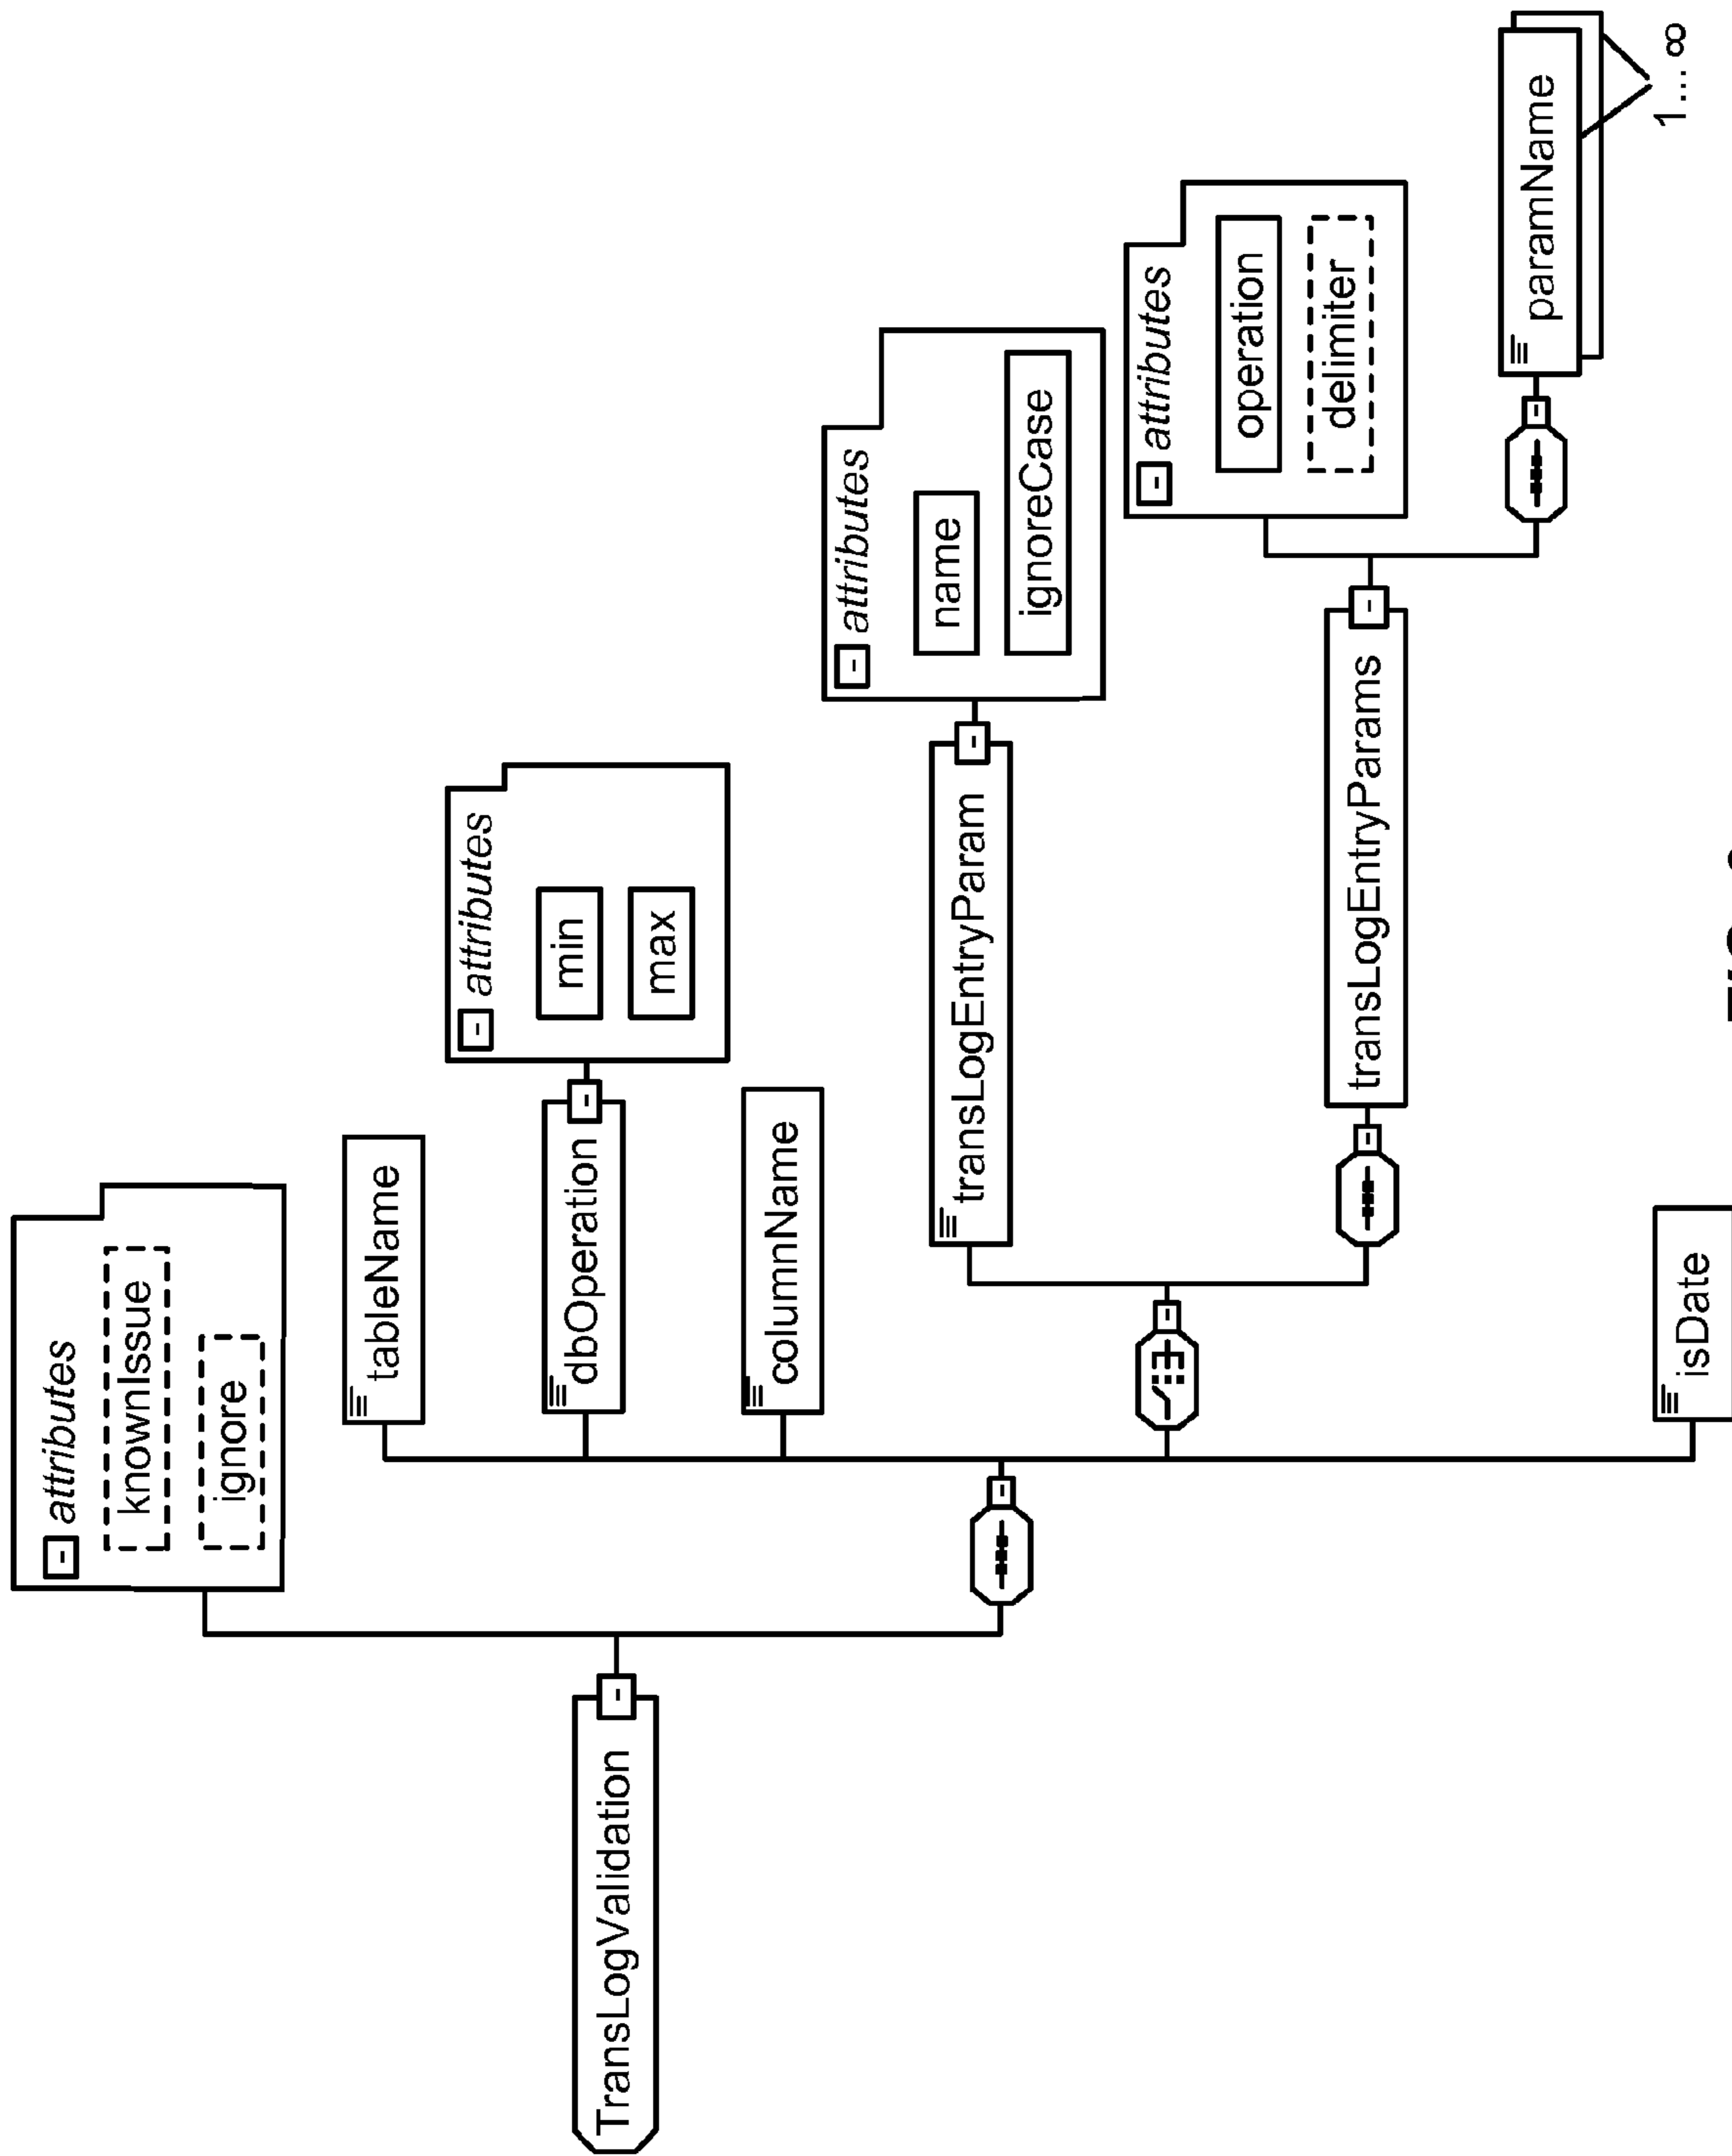 attributes
knownIssue
ignore
tableName
TransLogValidation
dbOperation
attributes
min
max
columnName
transLogEntryParam
attributes
name
ignoreCase
transLogEntryParams
attributes
operation
delimiter
paramName
1...∞
isDate